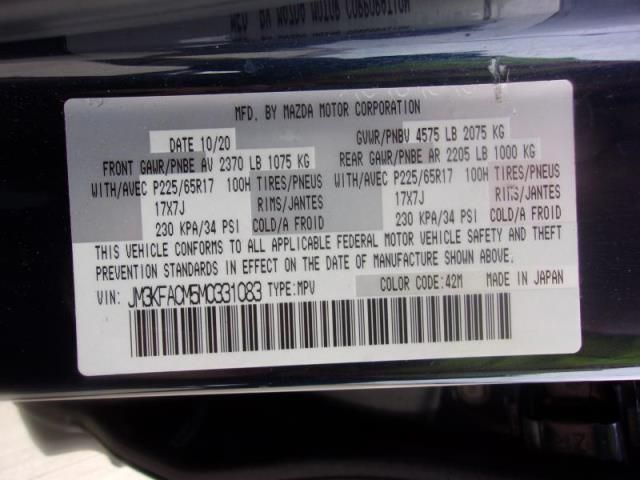 MFD. BY MAZDA MOTOR CORPORATION
DATE 10/20 GVWR/PNBV 4575 LB 2075 KG
FRONT GAWR/PNBE AV 2370 LB 1075 KG REAR GAWR/PNBE AR 2205 LB 1000 KG
WITH/AVEC P225/65R17 100H TIRES/PNEUS WITH/AVEC P225/65R17 100H TIRES/PNEUS
17X7J RIMS/JANTES 17X7J RIMS/JANTES
230 KPA/34 PSI COLD/A FROID 230 KPA/34 PSI COLD/A FROID
THIS VEHICLE CONFORMS TO ALL APPLICABLE FEDERAL MOTOR VEHICLE SAFETY AND THEFT
PREVENTION STANDARDS IN EFFECT ON THE DATE OF MANUFACTURE SHOWN ABOVE.
COLOR CODE:42M MADE IN JAPAN
VIN: JM3KFACM5M0331083 TYPE:MPV